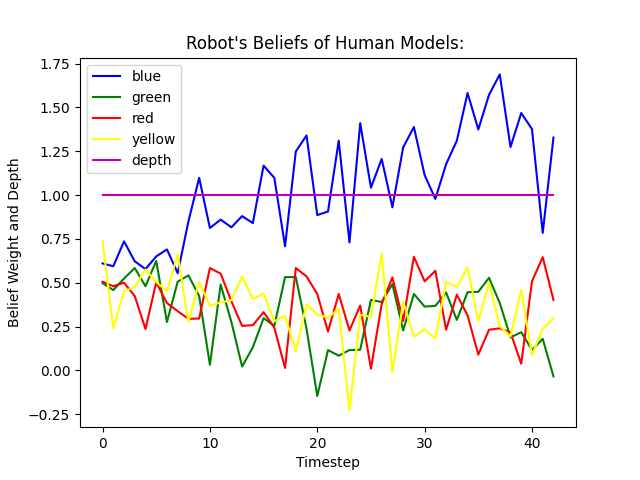 Robot's Beliefs of Human Models:
blue
green
red
yellow
depth
1.75
1.50
1.25
1.00
0.75
0.50
0.25
0.00
−0.25
Belief Weight and Depth
0 10 20 30 40
Timestep